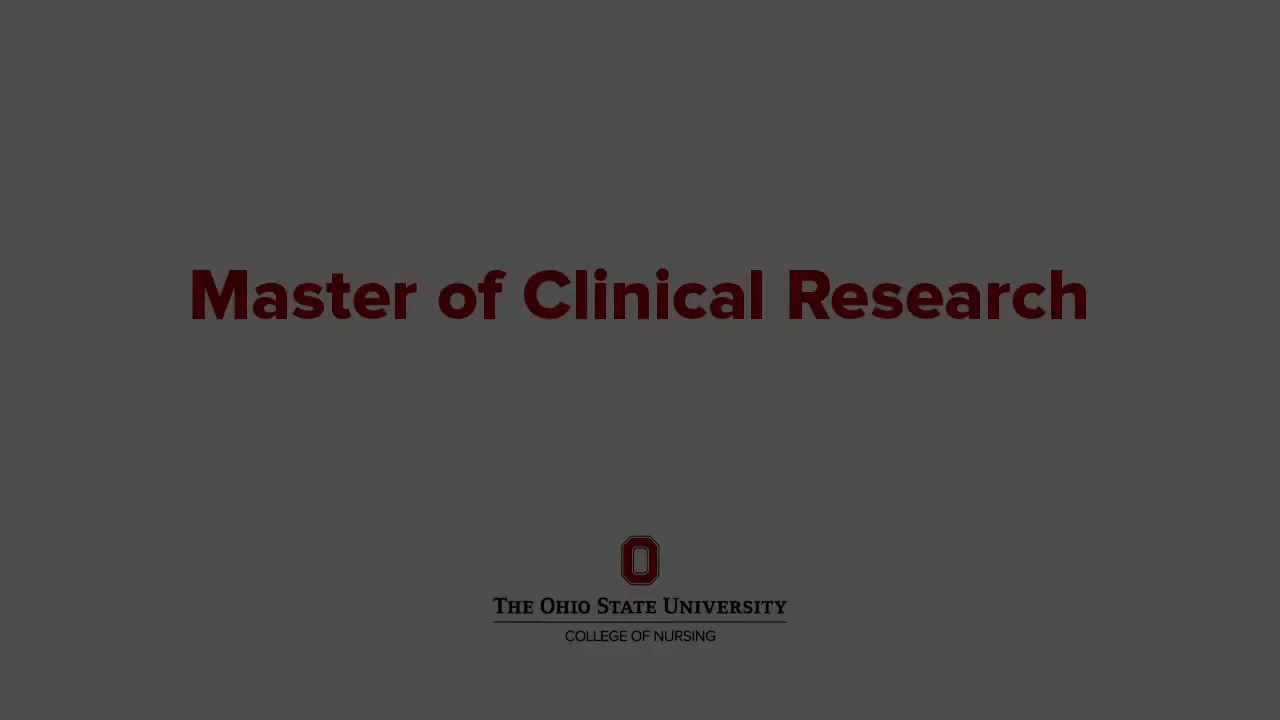 Master of Clinical Research
O
THE OHIO STATE UNIVERSITY
COLLEGE OF NURSING